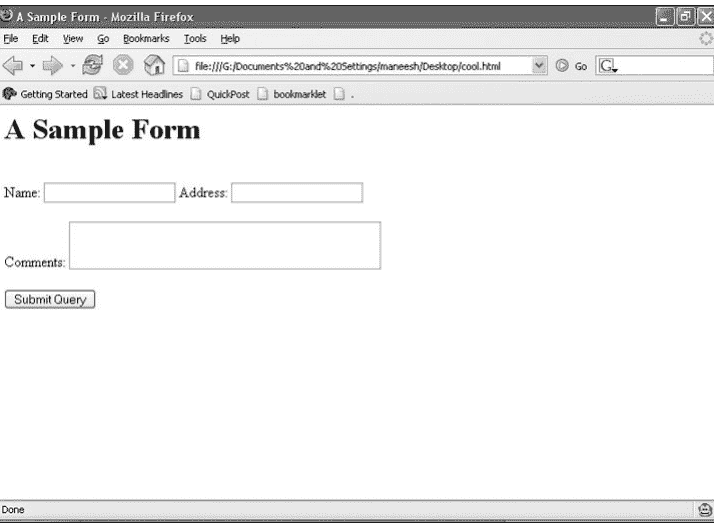 A Sample Form - Mozilla Firefox
File Edit View Go Bookmarks Tools Help
file:///G:/Documents%20and%20Settings/maneesh/Desktop/cool.html Go G
Getting Started Latest Headlines QuickPost bookmarklet .
A Sample Form
Name: Address:
Comments:
Submit Query
Done